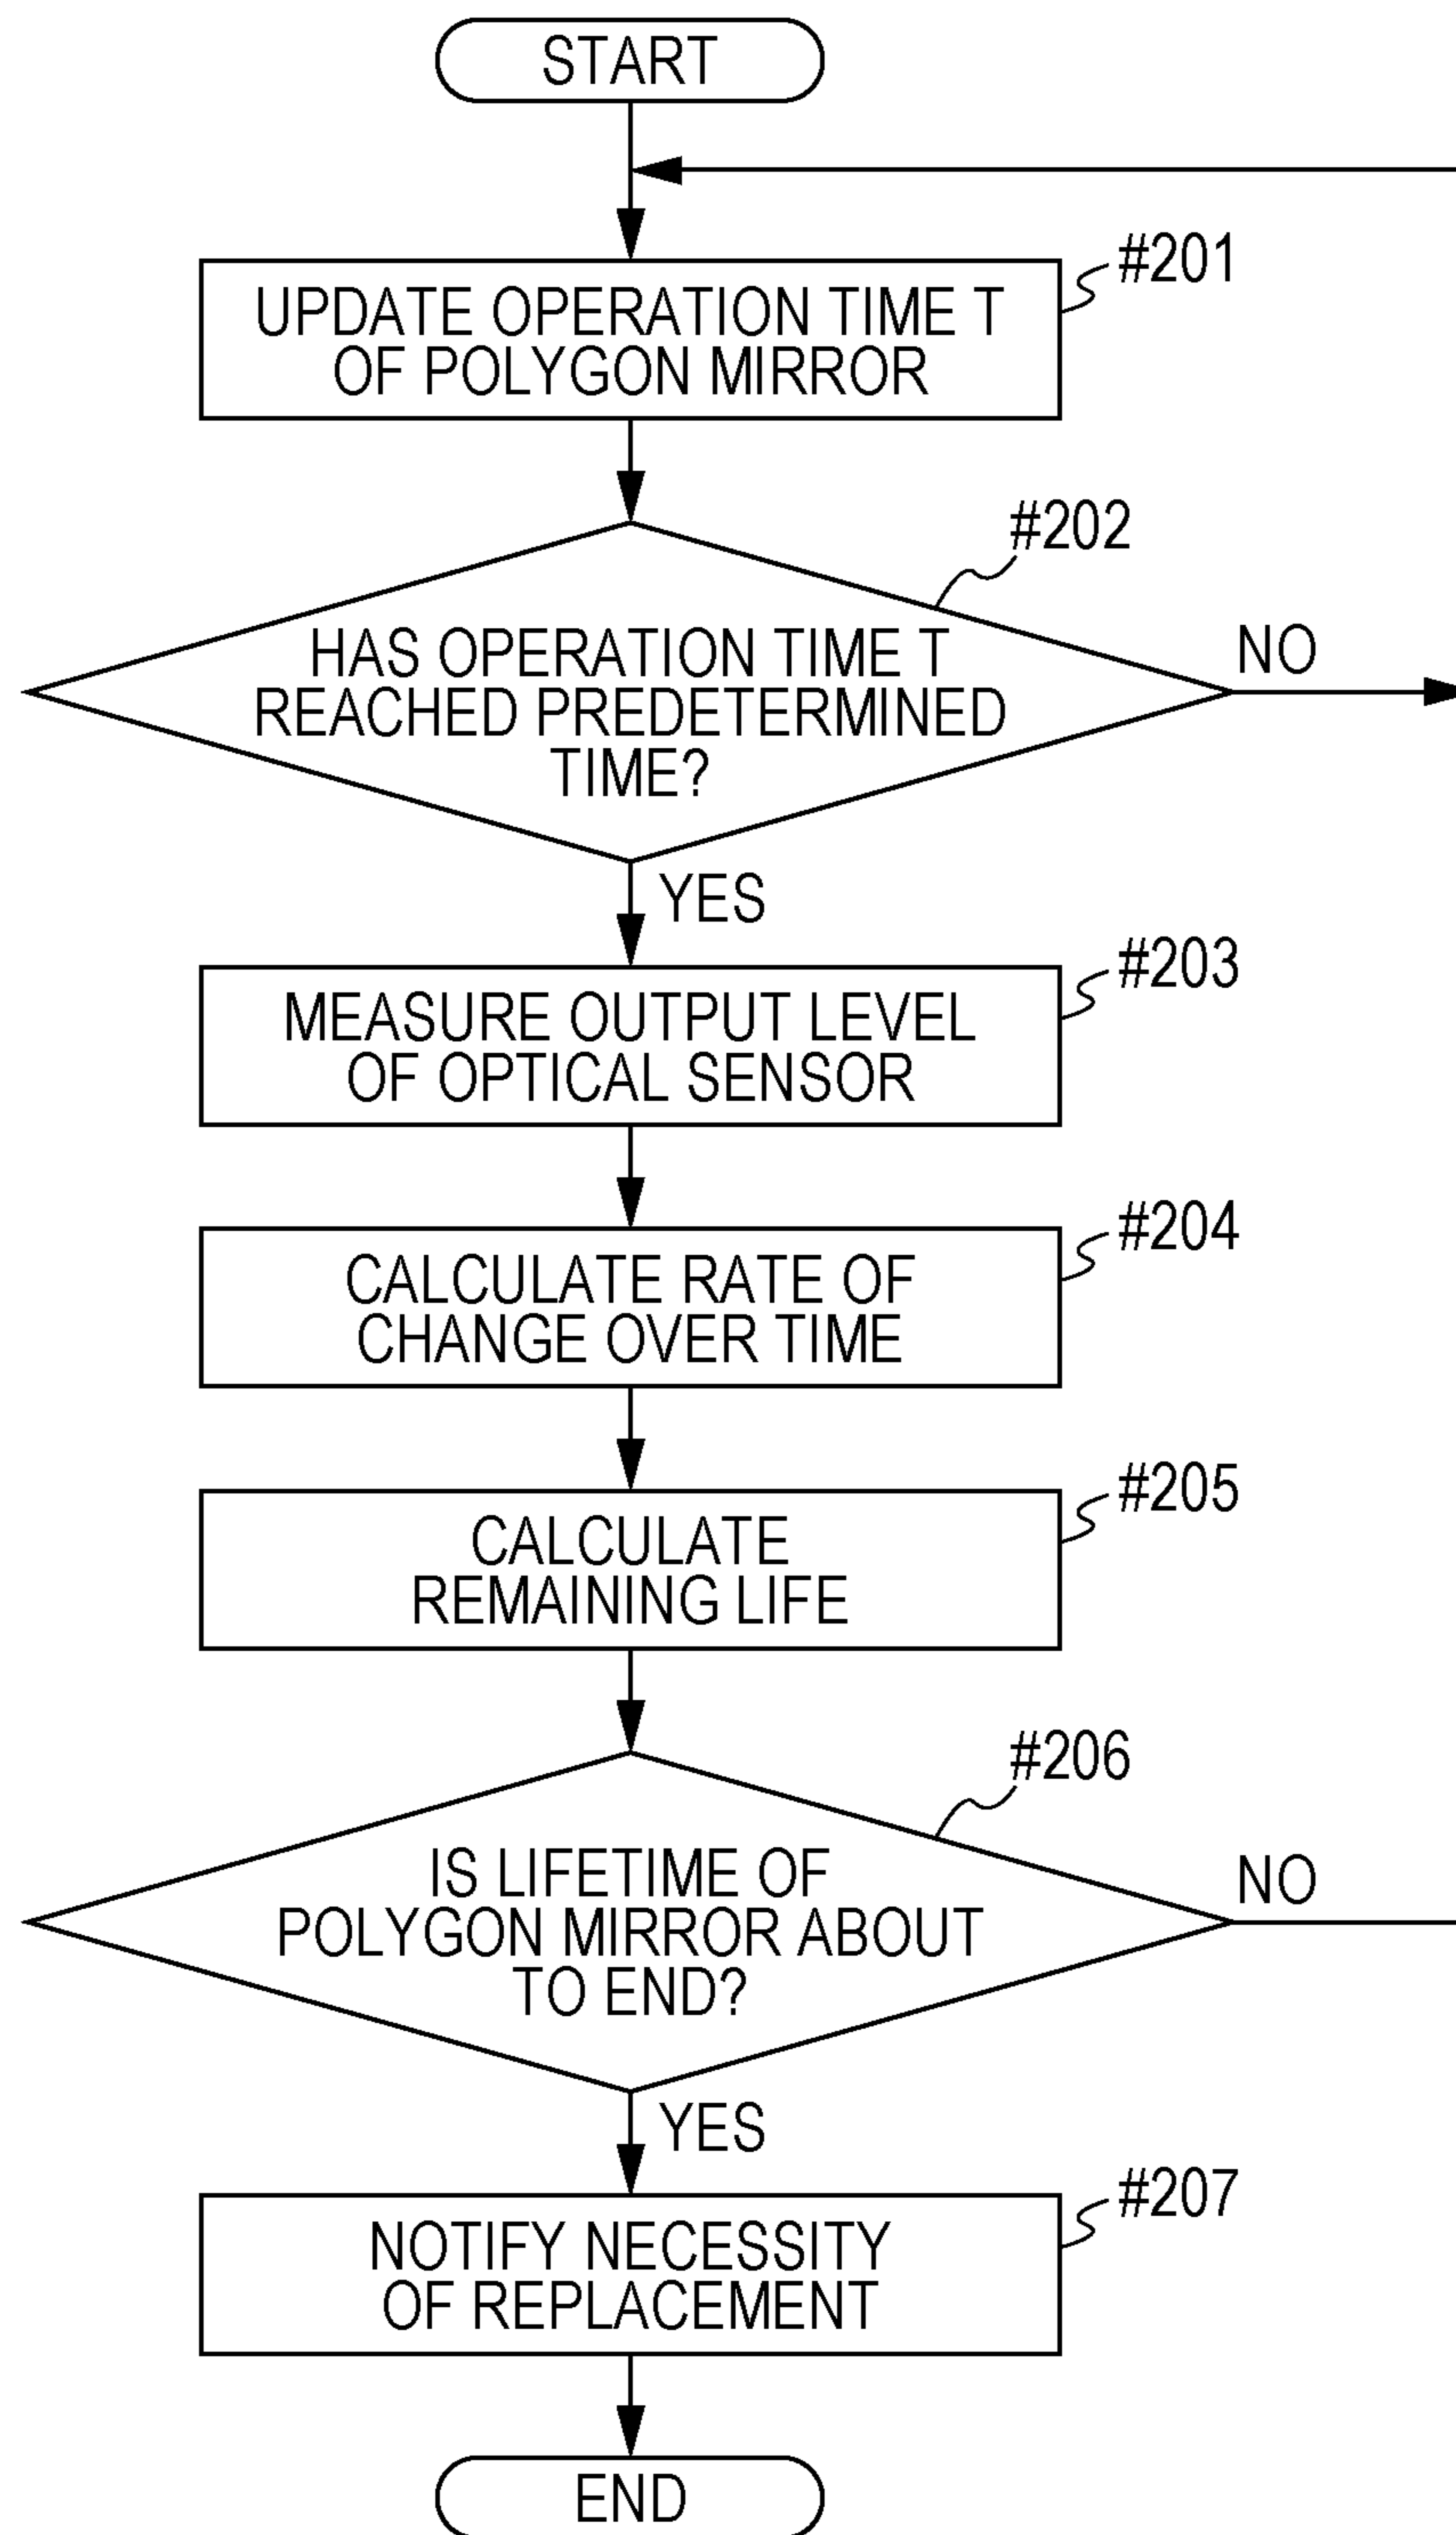 START
#201
UPDATE OPERATION TIME T
OF POLYGON MIRROR
#202
HAS OPERATION TIME T
REACHED PREDETERMINED
TIME?
NO
YES
#203
MEASURE OUTPUT LEVEL
OF OPTICAL SENSOR
#204
CALCULATE RATE OF
CHANGE OVER TIME
#205
CALCULATE
REMAINING LIFE
#206
IS LIFETIME OF
POLYGON MIRROR ABOUT
TO END?
NO
YES
#207
NOTIFY NECESSITY
OF REPLACEMENT
END